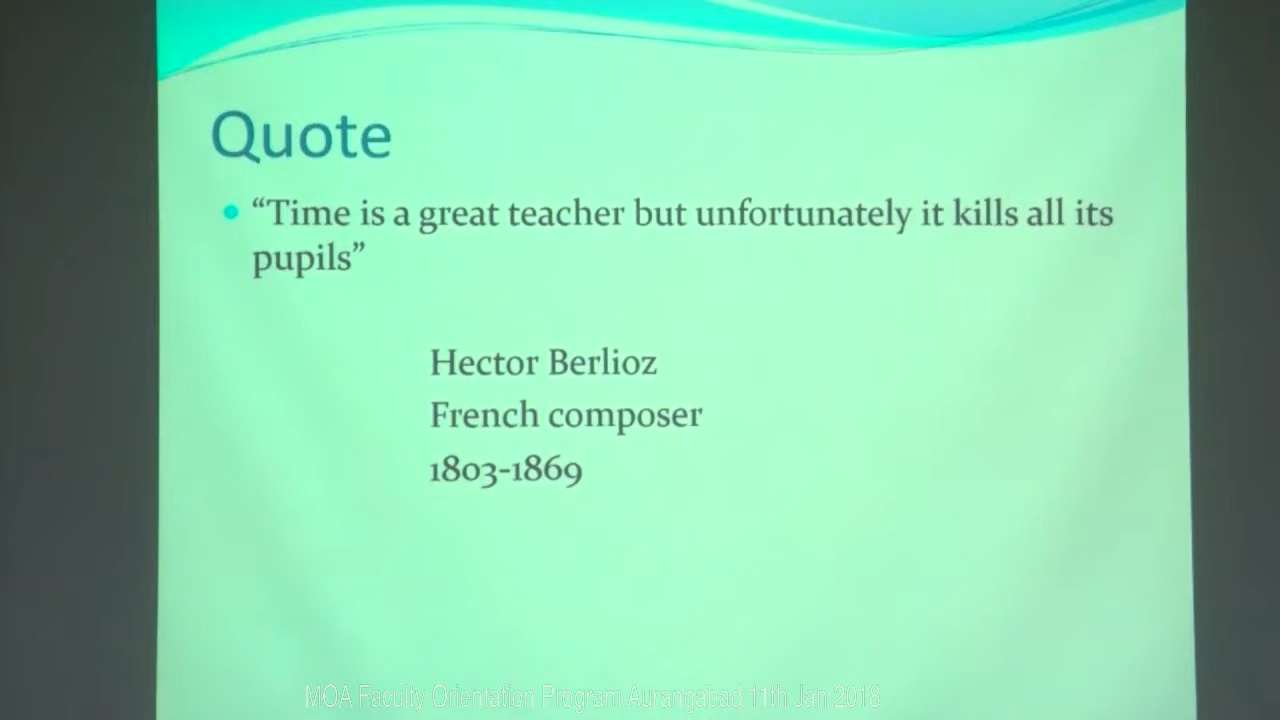 Quote
“Time is a great teacher but unfortunately it kills all its
pupils”
Hector Berlioz
French composer
1803-1869
MOA Faculty Orientation Program Aurangabad 11th Jan 2018